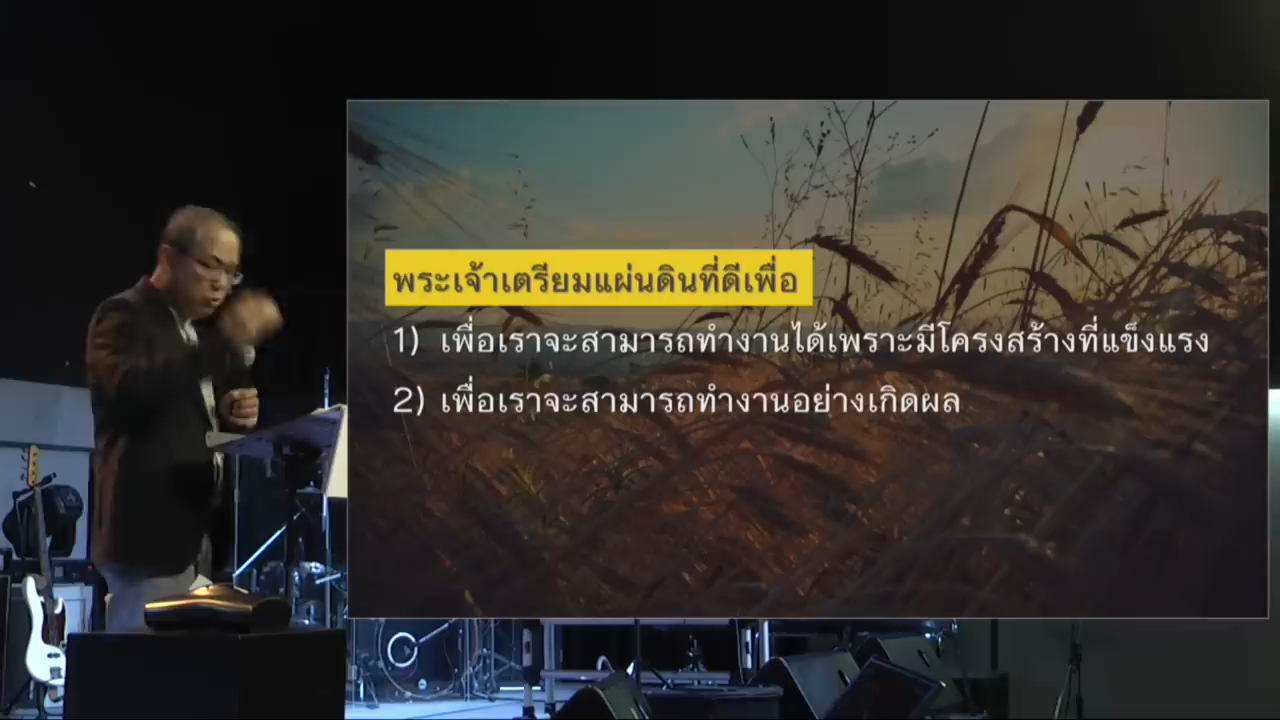 พระเจ้าเตรียมแผ่นดินที่ดีเพื่อ
1) เพื่อเราจะสามารถทำงานได้เพราะมีโครงสร้างที่แข็งแรง
2) เพื่อเราจะสามารถทำงานอย่างเกิดผล